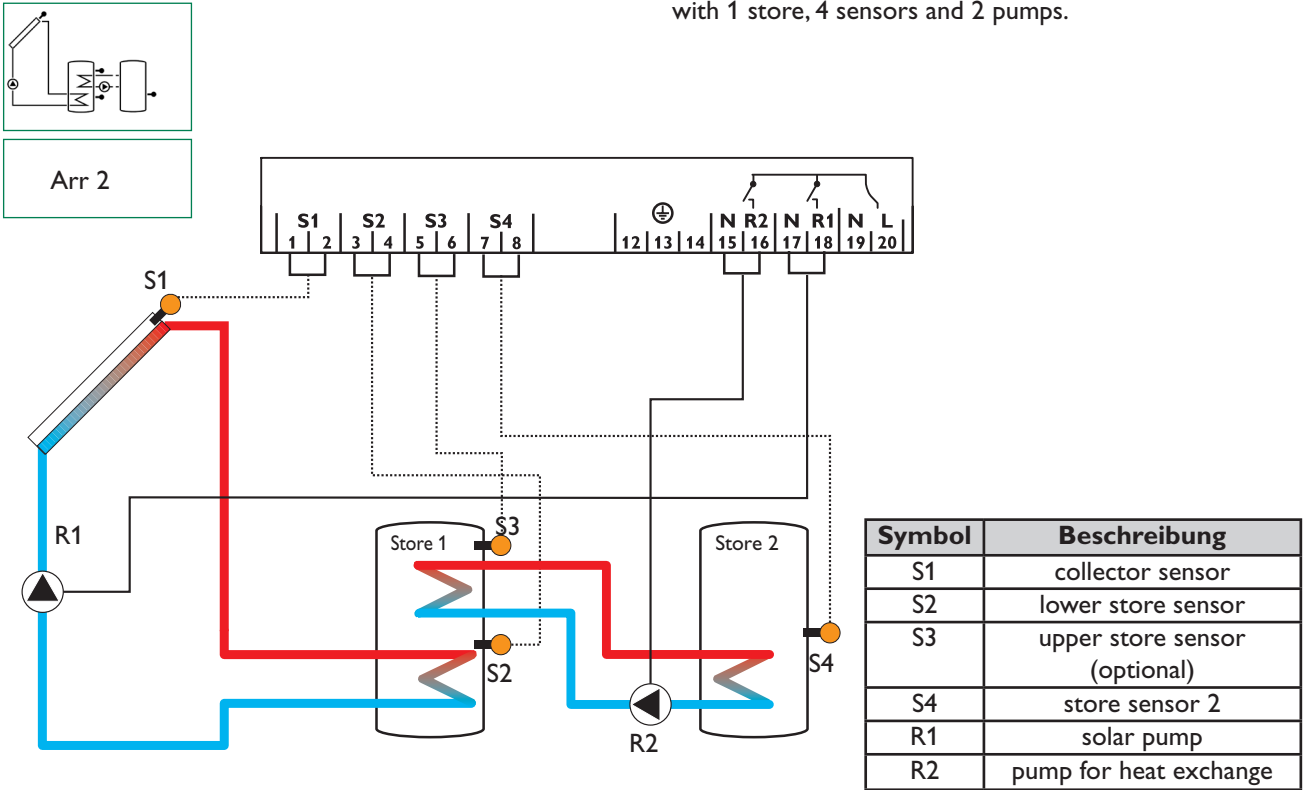 with 1 store, 4 sensors and 2 pumps.
Arr 2
S1 S2 S3 S4 N R2 N R1 N L
1 2 3 4 5 6 7 8 12 13 14 15 16 17 18 19 20
S1
R1
Store 1
S3
Store 2
S2
S4
R2
Symbol Beschreibung
S1 collector sensor
S2 lower store sensor
S3 upper store sensor
(optional)
S4 store sensor 2
R1 solar pump
R2 pump for heat exchange